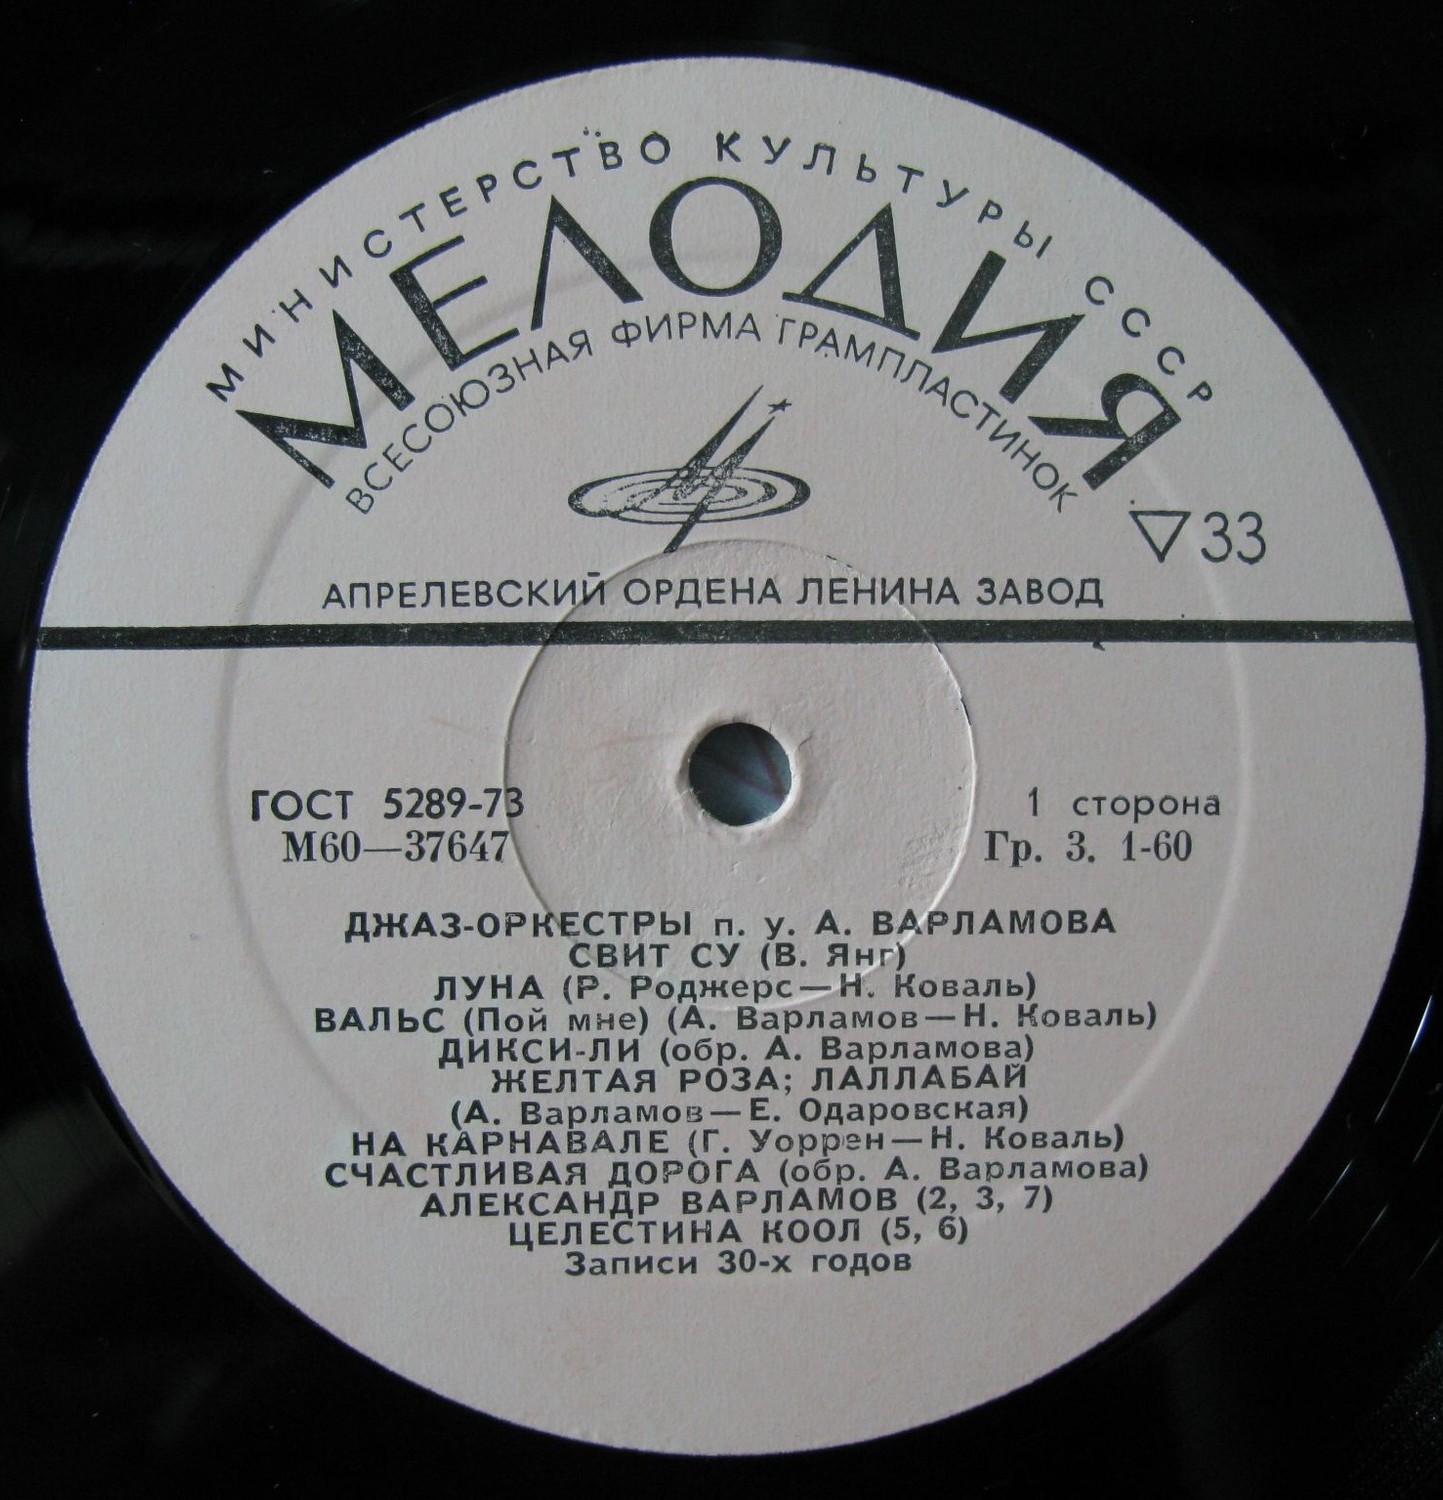 МИНИСТЕРСТВО КУЛЬТУРЫ СССР
МЕЛОДИЯ
ВСЕСОЮЗНАЯ ФИРМА ГРАМПЛАСТИНОК
33
АПРЕЛЕВСКИЙ ОРДЕНА ЛЕНИНА ЗАВОД
ГОСТ 5289-73
М60—37647
1 сторона
Гр. 3. 1-60
ДЖАЗ-ОРКЕСТРЫ п. у. А. ВАРЛАМОВА
СВИТ СУ (В. Янг)
ЛУНА (Р. Роджерс—Н. Коваль)
ВАЛЬС (Пой мне) (А. Варламов—Н. Коваль)
ДИКСИ-ЛИ (обр. А. Варламова)
ЖЕЛТАЯ РОЗА; ЛАЛЛАБАЙ
(А. Варламов—Е. Одаровская)
НА КАРНАВАЛЕ (Г. Уоррен—Н. Коваль)
СЧАСТЛИВАЯ ДОРОГА (обр. А. Варламова)
АЛЕКСАНДР ВАРЛАМОВ (2, 3, 7)
ЦЕЛЕСТИНА КООЛ (5, 6)
Записи 30-х годов